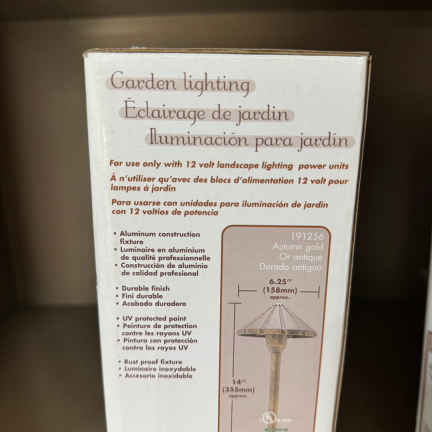 Garden lighting
Éclairage de jardin
Iluminación para jardin
For use only with 12 volt landscape lighting power units
À n'utiliser qu'avec des blocs d'alimentation 12 volt pour
lampes à jardin
Para usarse con unidades para iluminación de jardin
con 12 voltios de potencia
• Aluminum construction
fixture
• Luminaire en aluminium
de qualité professionelle
• Construcción de aluminio
de calidad profesional
• Durable finish
• Fini durable
• Acabado duradero
• UV protected paint
• Peinture de protection
contre les rayons UV
• Pintura con protección
contra los rayos UV
• Rust proof fixture
• Luminaire inoxydable
• Accesorio inoxidable
191256
Autumn gold
Or antique
Dorado antiguo
6.25"
(158mm)
approx.
14"
(355mm)
approx.